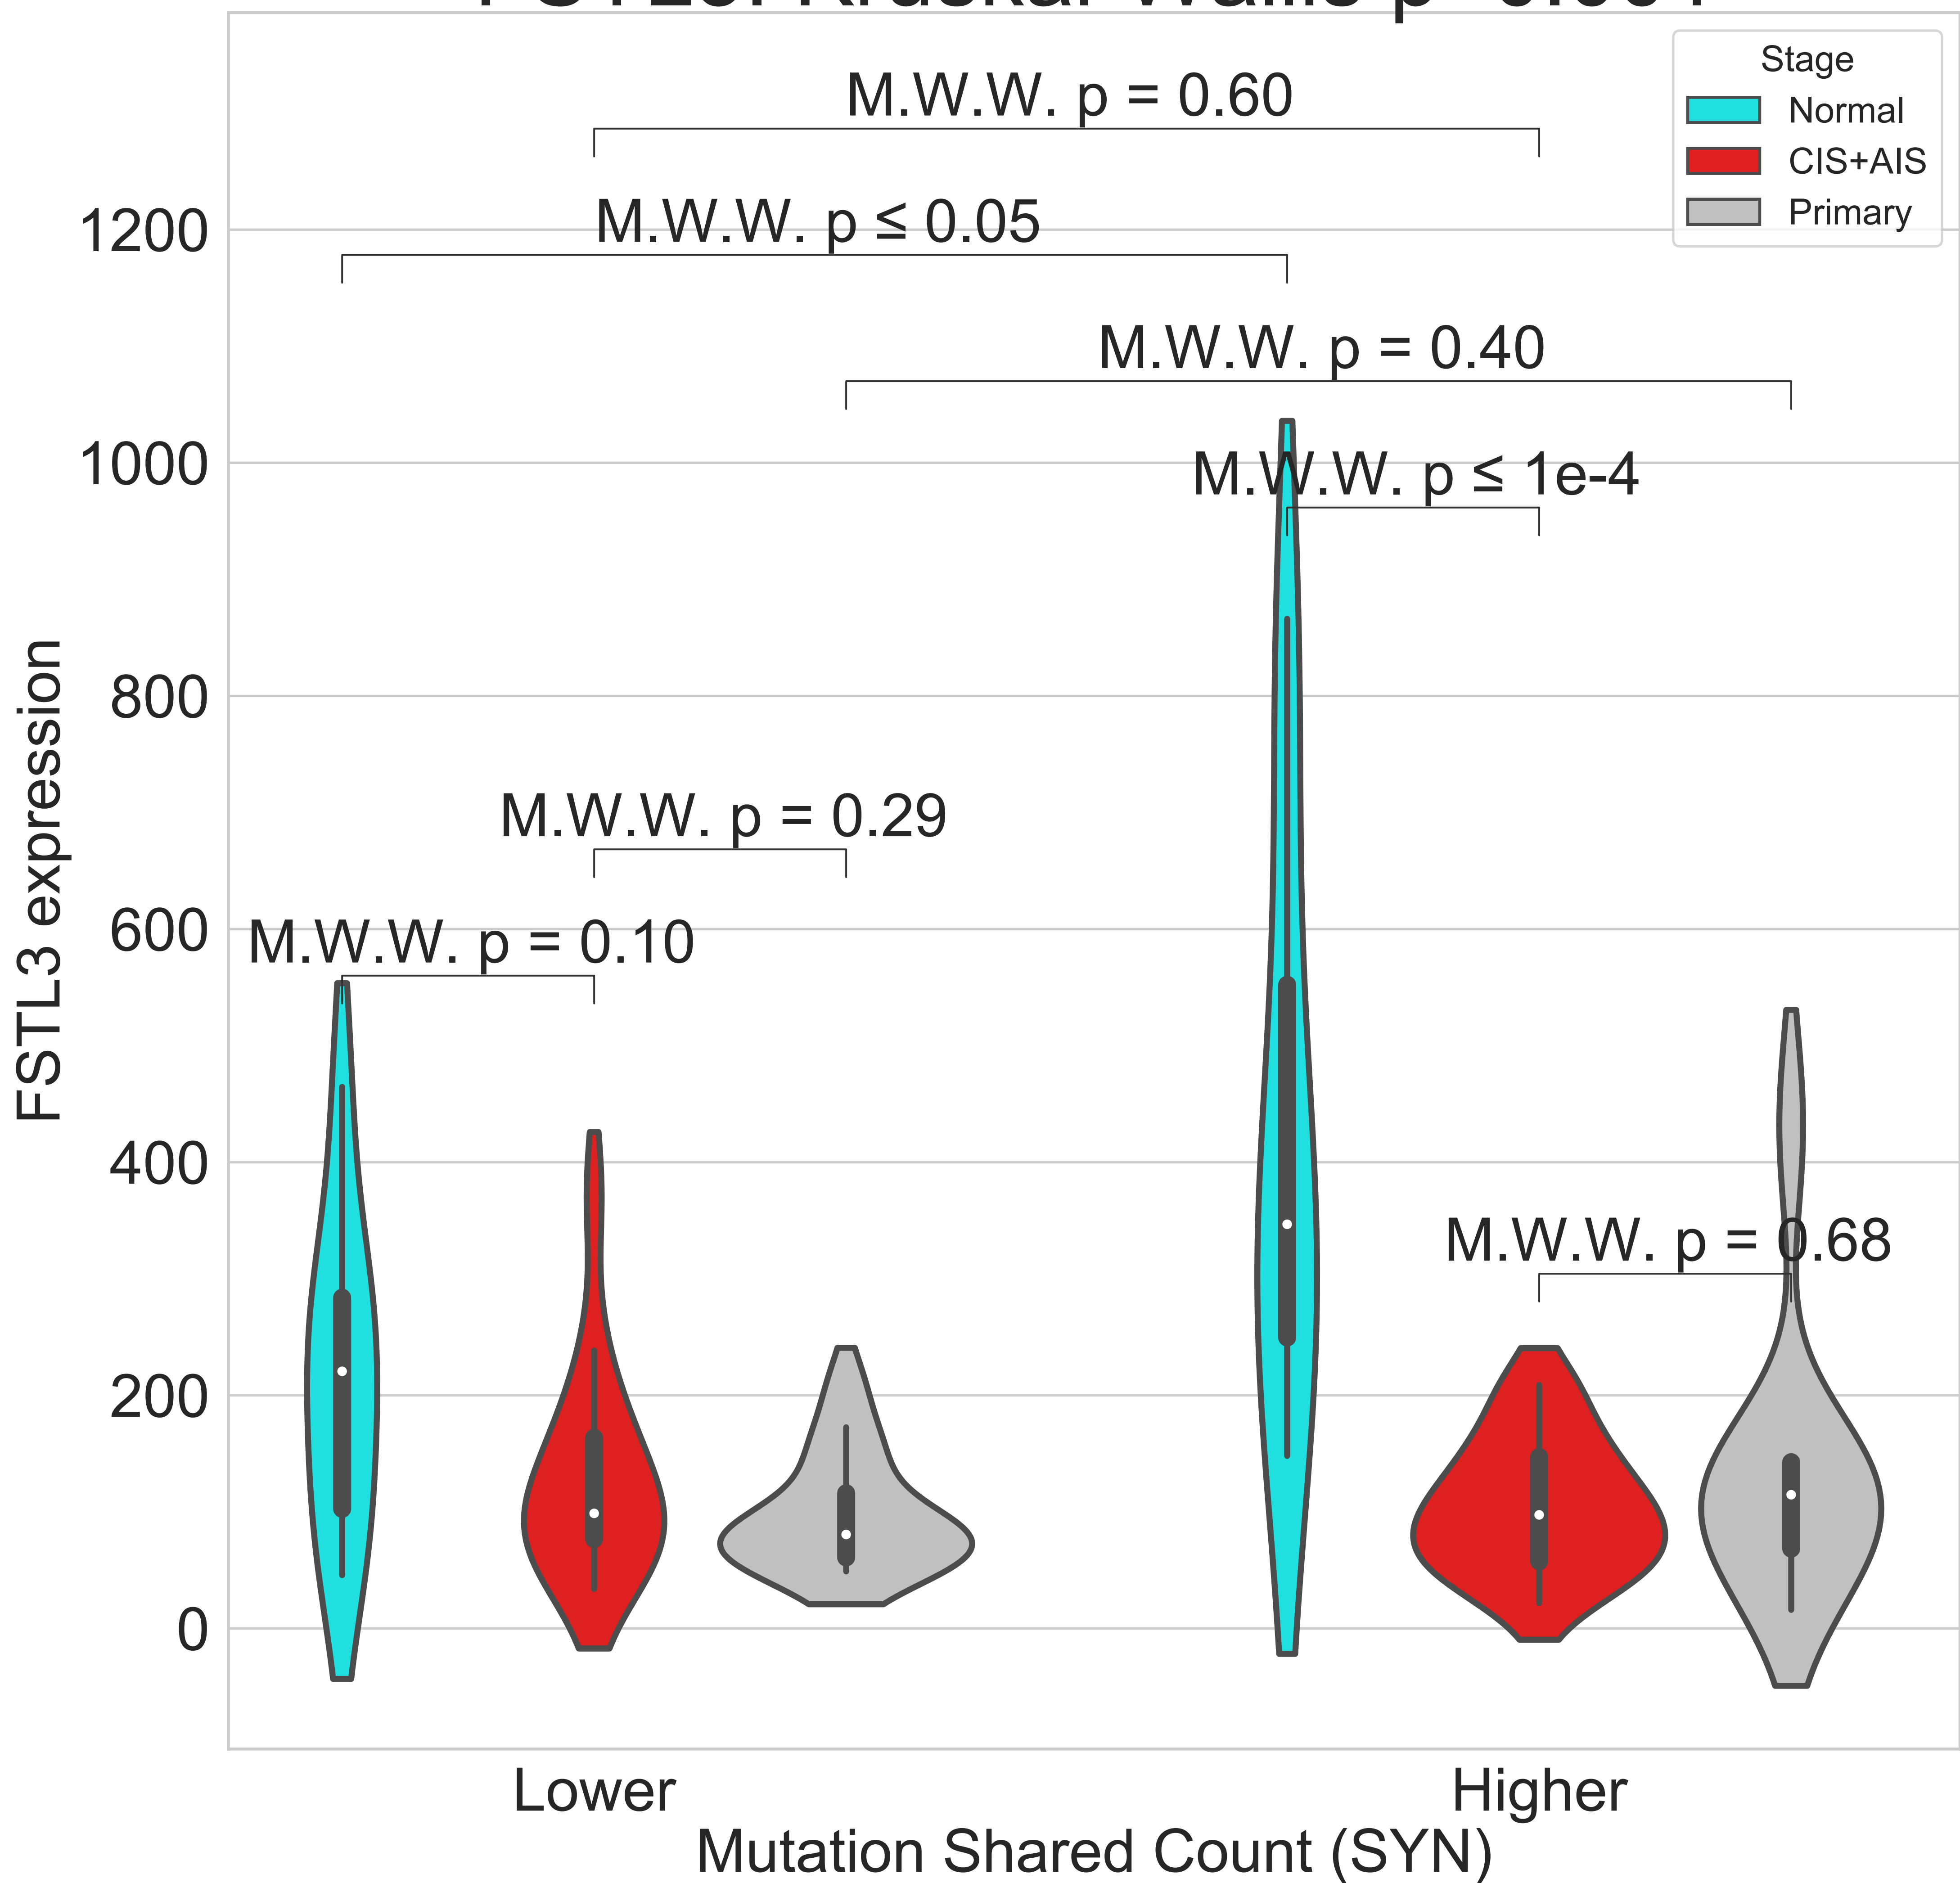 Stage
Normal
CIS+AIS
Primary
M.W.W. p = 0.60
M.W.W. p ≤ 0.05
M.W.W. p = 0.40
M.W.W. p ≤ 1e-4
M.W.W. p = 0.29
M.W.W. p = 0.10
M.W.W. p = 0.68
FSTL3 expression
1200
1000
800
600
400
200
0
Lower
Higher
Mutation Shared Count (SYN)